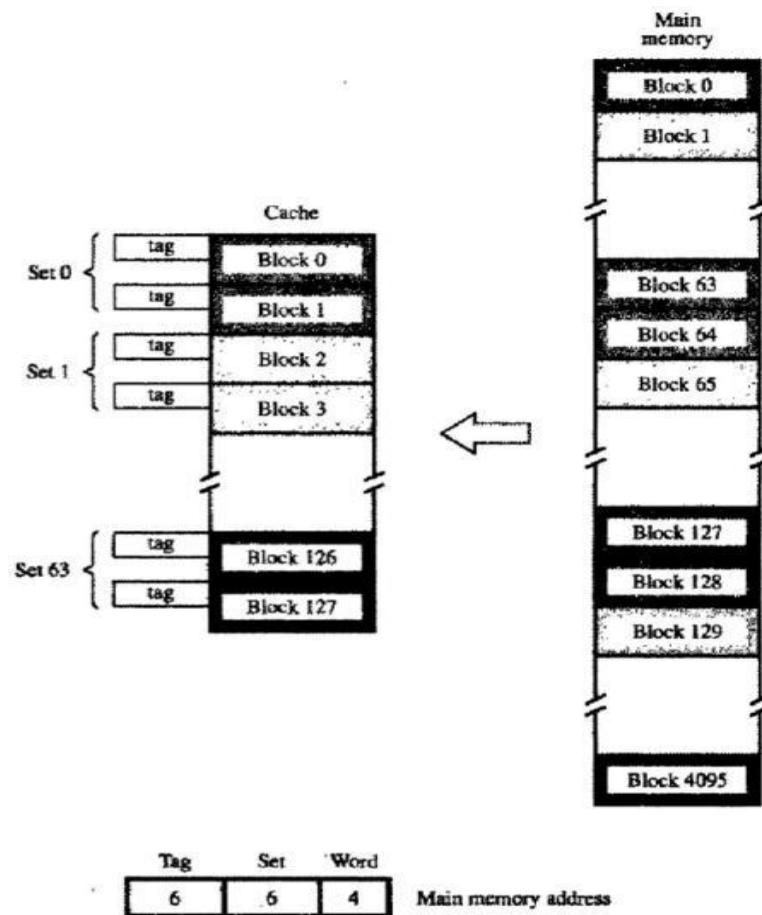 Main
memory
Block 0
Block 1
Cache
Set 0
tag
Block 0
tag
Block 1
Set 1
tag
Block 2
tag
Block 3
Block 63
Block 64
Block 65
Set 63
tag
Block 126
tag
Block 127
Block 127
Block 128
Block 129
Block 4095
Tag Set Word
6 6 4 Main memory address